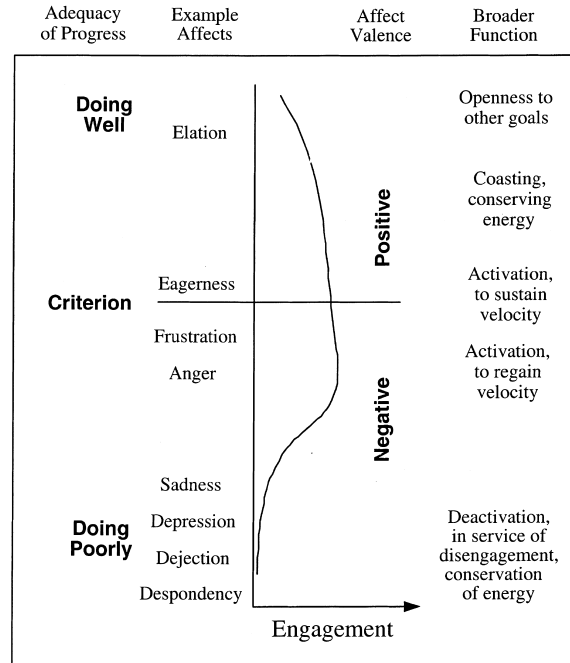 Adequacy
of Progress
Example
Affects
Affect
Valence
Broader
Function
Doing
Well
Elation
Openness to
other goals
Coasting,
conserving
energy
Positive
Eagerness
Criterion
Activation,
to sustain
velocity
Frustration
Anger
Activation,
to regain
velocity
Negative
Sadness
Depression
Doing
Poorly
Dejection
Despondency
Deactivation,
in service of
disengagement,
conservation
of energy
Engagement